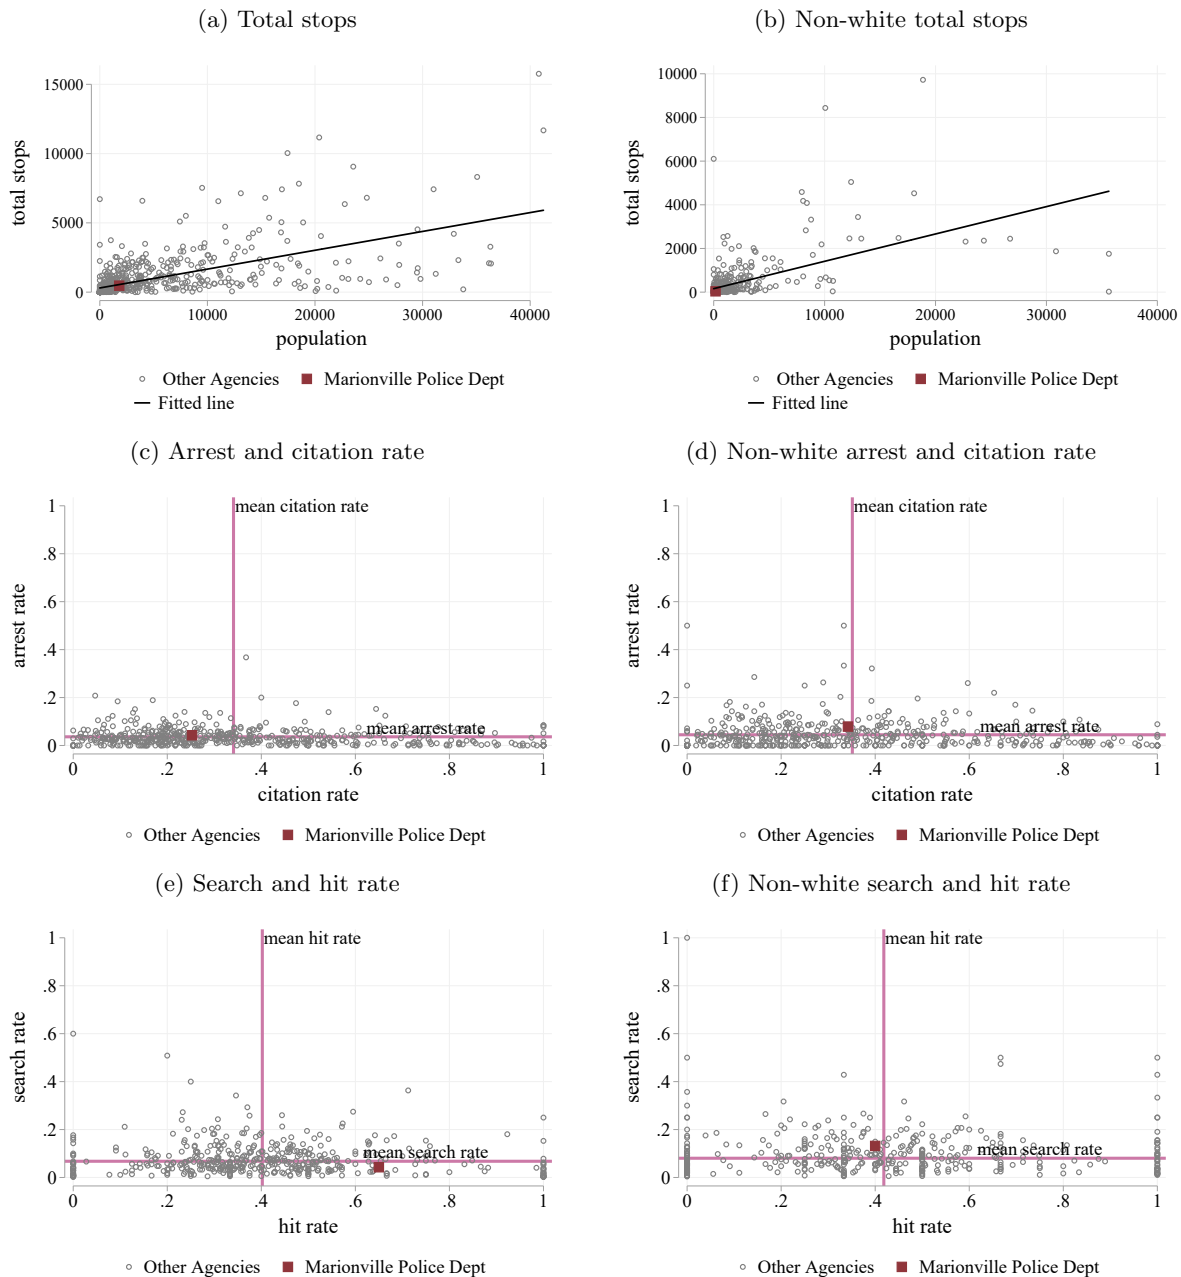 (a) Total stops
(b) Non-white total stops
total stops
15000
10000
5000
0
0 10000 20000 30000 40000
population
Other Agencies Marionville Police Dept
Fitted line
total stops
10000
8000
6000
4000
2000
0
0 10000 20000 30000 40000
population
Other Agencies Marionville Police Dept
Fitted line
(c) Arrest and citation rate
(d) Non-white arrest and citation rate
arrest rate
1
.8
.6
.4
.2
0
mean citation rate
mean arrest rate
0 .2 .4 .6 .8 1
citation rate
Other Agencies Marionville Police Dept
arrest rate
1
.8
.6
.4
.2
0
mean citation rate
mean arrest rate
0 .2 .4 .6 .8 1
citation rate
Other Agencies Marionville Police Dept
(e) Search and hit rate
(f) Non-white search and hit rate
search rate
1
.8
.6
.4
.2
0
mean hit rate
mean search rate
0 .2 .4 .6 .8 1
hit rate
Other Agencies Marionville Police Dept
search rate
1
.8
.6
.4
.2
0
mean hit rate
mean search rate
0 .2 .4 .6 .8 1
hit rate
Other Agencies Marionville Police Dept